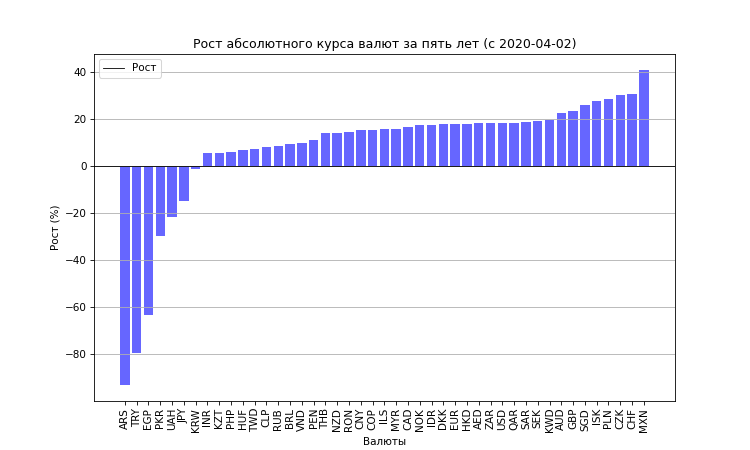 Рост абсолютного курса валют за пять лет (с 2020-04-02)
Рост
40
20
0
−20
−40
−60
−80
Рост (%)
ARS TRY EGP PKR UAH JPY KRW INR KZT PHP HUF TWD CLP RUB BRL VND PEN THB NZD RON CNY COP ILS MYR CAD NOK IDR DKK EUR HKD AED ZAR USD QAR SAR SEK KWD AUD GBP SGD ISK PLN CZK CHF MXN
Валюты